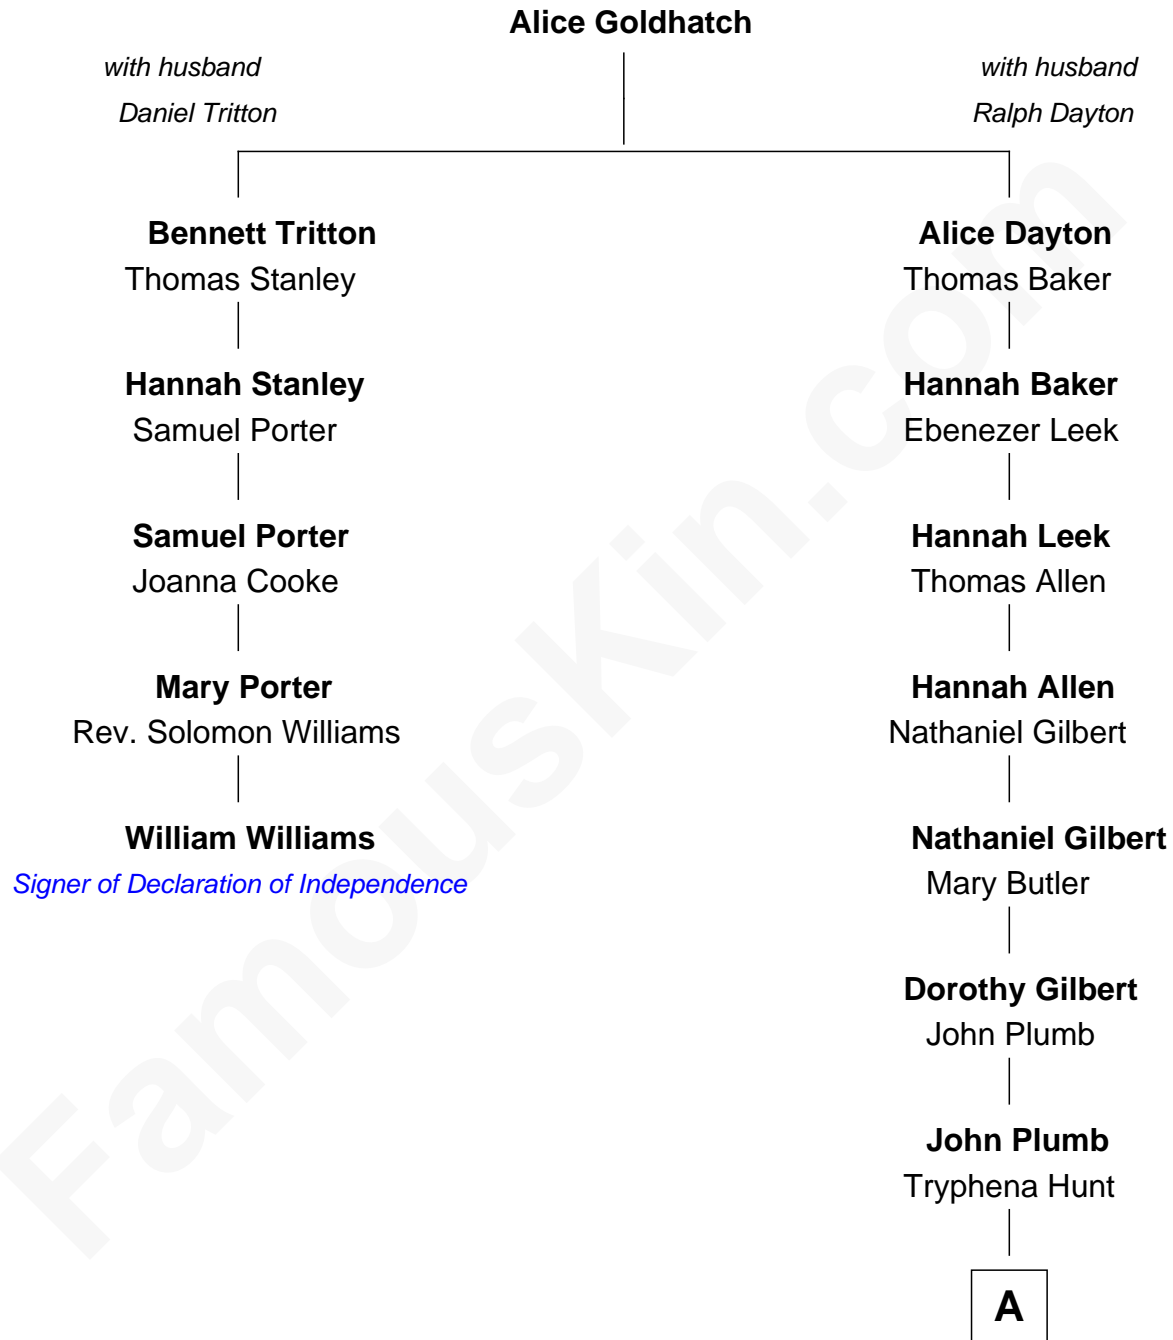 Alice Goldhatch
with husband
Daniel Tritton
with husband
Ralph Dayton
Bennett Tritton
Thomas Stanley
Alice Dayton
Thomas Baker
Hannah Stanley
Samuel Porter
Hannah Baker
Ebenezer Leek
Samuel Porter
Joanna Cooke
Hannah Leek
Thomas Allen
Mary Porter
Rev. Solomon Williams
Hannah Allen
Nathaniel Gilbert
William Williams
Signer of Declaration of Independence
Nathaniel Gilbert
Mary Butler
Dorothy Gilbert
John Plumb
John Plumb
Tryphena Hunt
A
FamousKin.com